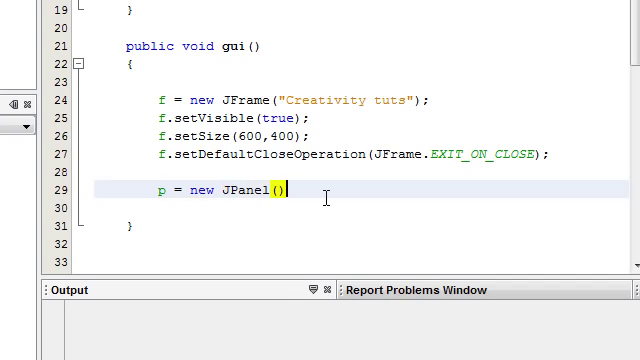 19 }
20
21 public void gui()
22 {
23
24 f = new JFrame("Creativity tuts");
25 f.setVisible(true);
26 f.setSize(600,400);
27 f.setDefaultCloseOperation(JFrame.EXIT_ON_CLOSE);
28
29 p = new JPanel()
30
31 }
32
33
Output
Report Problems Window